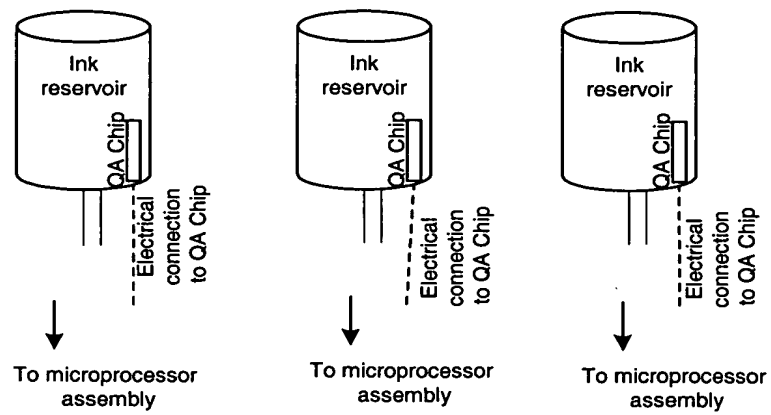 Ink
reservoir
QA Chip
Electrical
connection
to QA Chip
To microprocessor
assembly
Ink
reservoir
QA Chip
Electrical
connection
to QA Chip
To microprocessor
assembly
Ink
reservoir
QA Chip
Electrical
connection
to QA Chip
To microprocessor
assembly